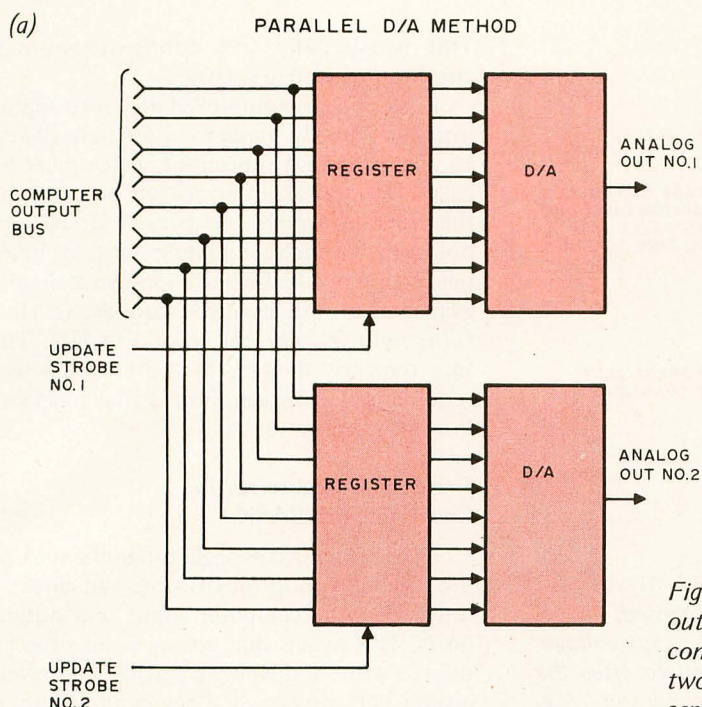 (a)
PARALLEL D/A METHOD
COMPUTER
OUTPUT
BUS
REGISTER
D/A
ANALOG
OUT NO.1
UPDATE
STROBE
NO.1
REGISTER
D/A
ANALOG
OUT NO.2
UPDATE
STROBE
NO.2
Fig
out
con
two